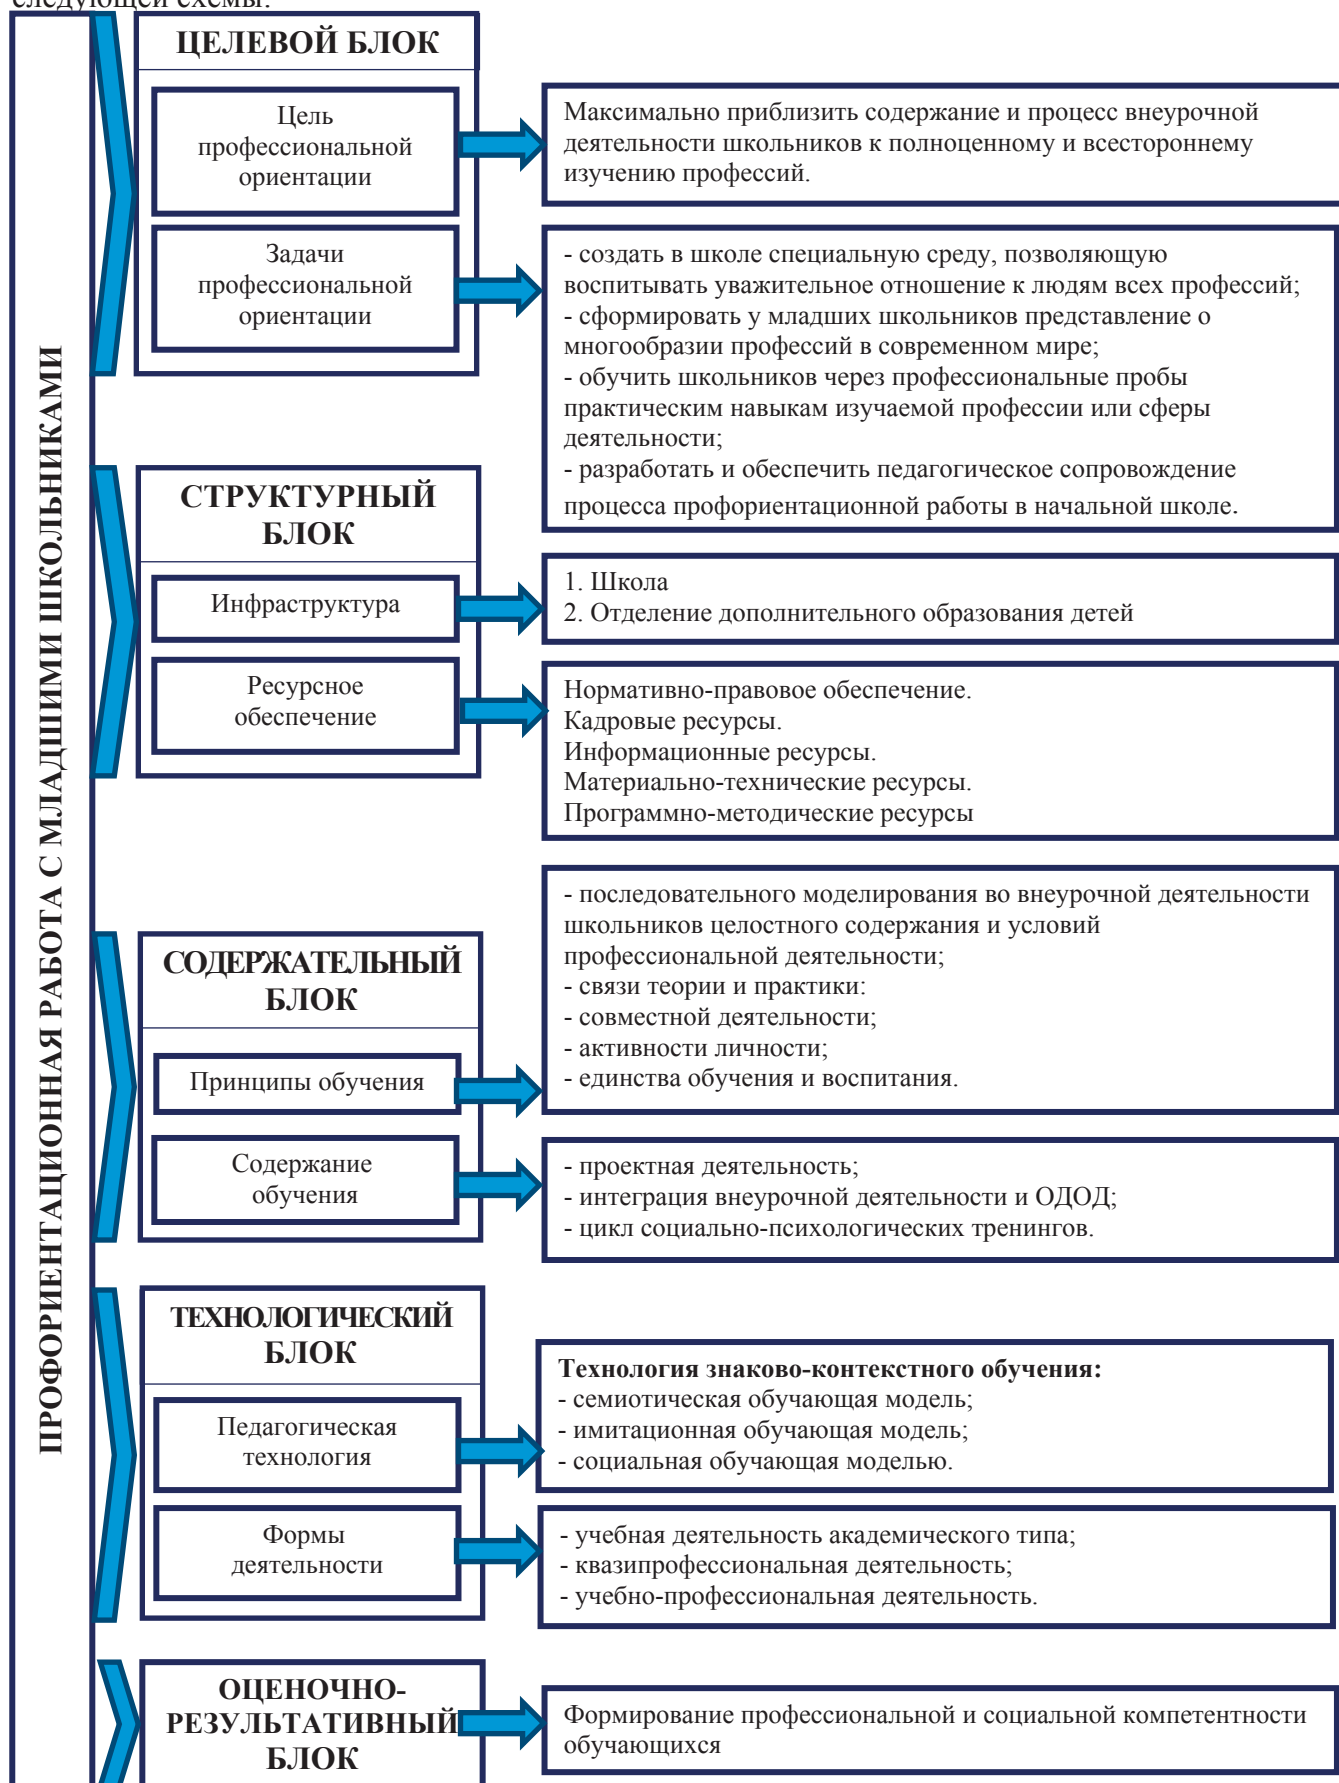 следующей схемы:
ПРОФОРИЕНТАЦИОННАЯ РАБОТА С МЛАДШИМИ ШКОЛЬНИКАМИ
ЦЕЛЕВОЙ БЛОК
Цель
профессиональной
ориентации
Максимально приблизить содержание и процесс внеурочной
деятельности школьников к полноценному и всестороннему
изучению профессий.
Задачи
профессиональной
ориентации
- создать в школе специальную среду, позволяющую
воспитывать уважительное отношение к людям всех профессий;
- сформировать у младших школьников представление о
многообразии профессий в современном мире;
- обучить школьников через профессиональные пробы
практическим навыкам изучаемой профессии или сферы
деятельности;
- разработать и обеспечить педагогическое сопровождение
процесса профориентационной работы в начальной школе.
СТРУКТУРНЫЙ
БЛОК
Инфраструктура
1. Школа
2. Отделение дополнительного образования детей
Ресурсное
обеспечение
Нормативно-правовое обеспечение.
Кадровые ресурсы.
Информационные ресурсы.
Материально-технические ресурсы.
Программно-методические ресурсы
СОДЕРЖАТЕЛЬНЫЙ
БЛОК
Принципы обучения
- последовательного моделирования во внеурочной деятельности
школьников целостного содержания и условий
профессиональной деятельности;
- связи теории и практики:
- совместной деятельности;
- активности личности;
- единства обучения и воспитания.
Содержание
обучения
- проектная деятельность;
- интеграция внеурочной деятельности и ОДОД;
- цикл социально-психологических тренингов.
ТЕХНОЛОГИЧЕСКИЙ
БЛОК
Педагогическая
технология
Технология знаково-контекстного обучения:
- семиотическая обучающая модель;
- имитационная обучающая модель;
- социальная обучающая моделью.
Формы
деятельности
- учебная деятельность академического типа;
- квазипрофессиональная деятельность;
- учебно-профессиональная деятельность.
ОЦЕНОЧНО-
РЕЗУЛЬТАТИВНЫЙ
БЛОК
Формирование профессиональной и социальной компетентности
обучающихся